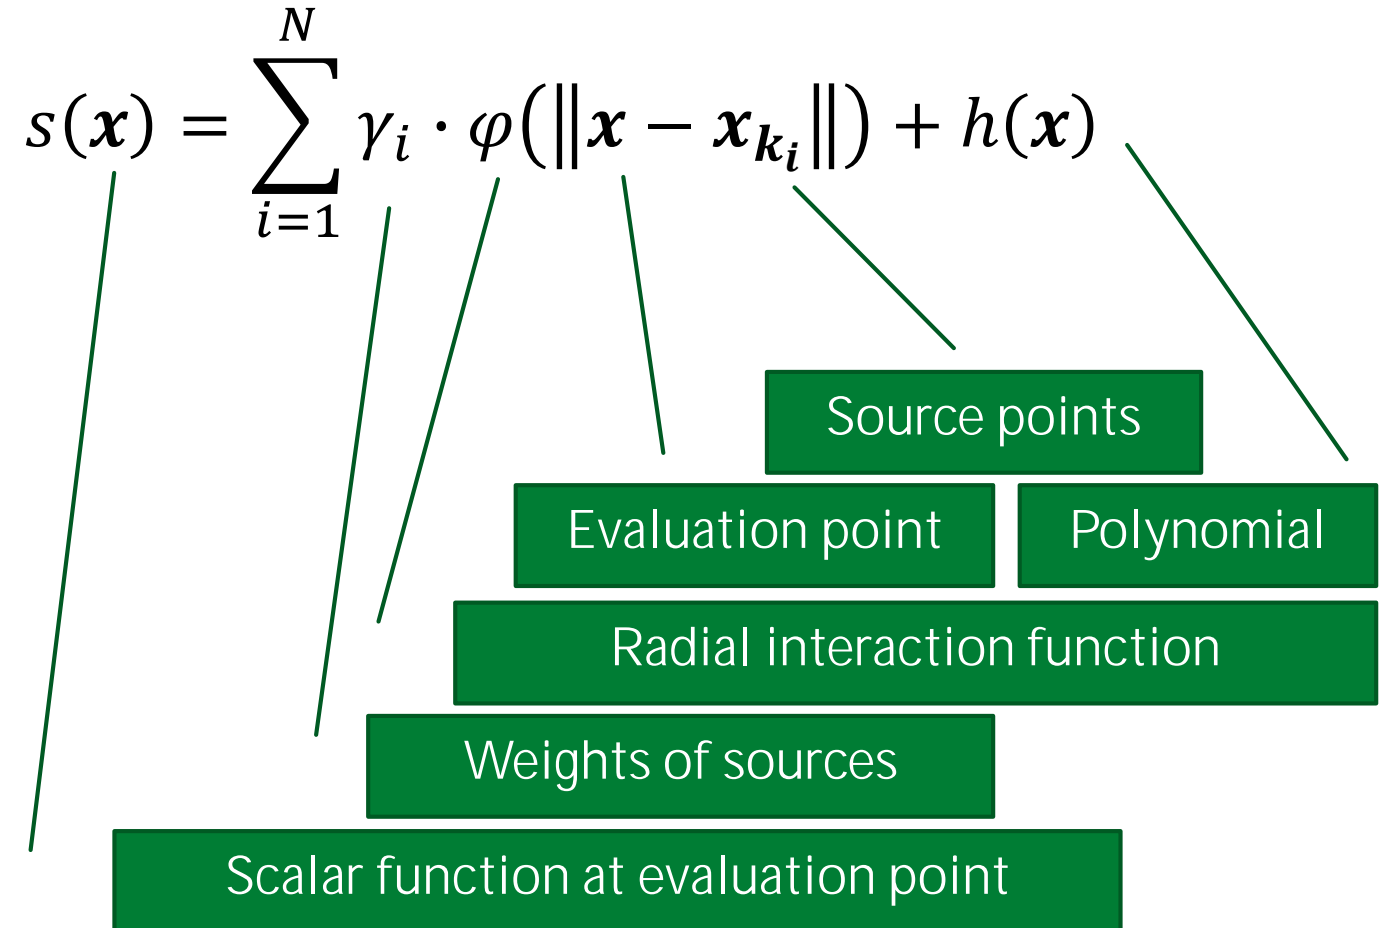 s(x) = ∑_{i=1}^{N} γ_i · φ(‖x − x_{k_i}‖) + h(x)
Source points
Evaluation point
Polynomial
Radial interaction function
Weights of sources
Scalar function at evaluation point